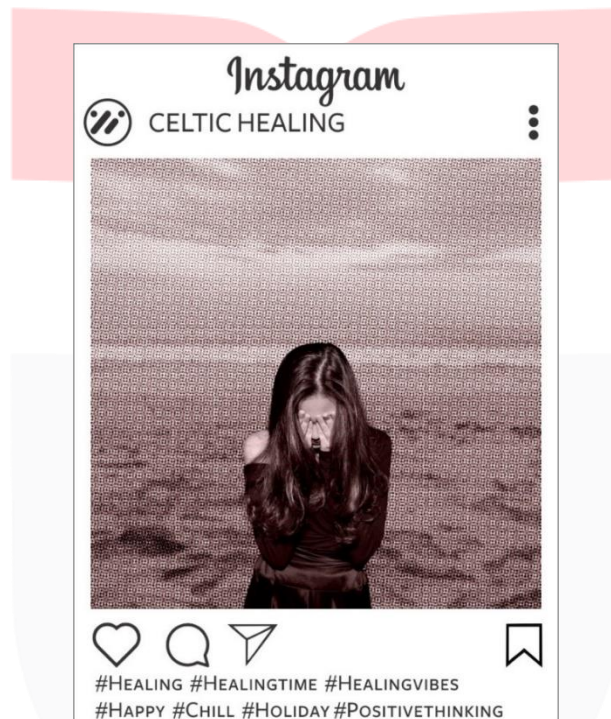 Instagram
CELTIC HEALING
#HEALING #HEALINGTIME #HEALINGVIBES
#HAPPY #CHILL #HOLIDAY #POSITIVETHINKING